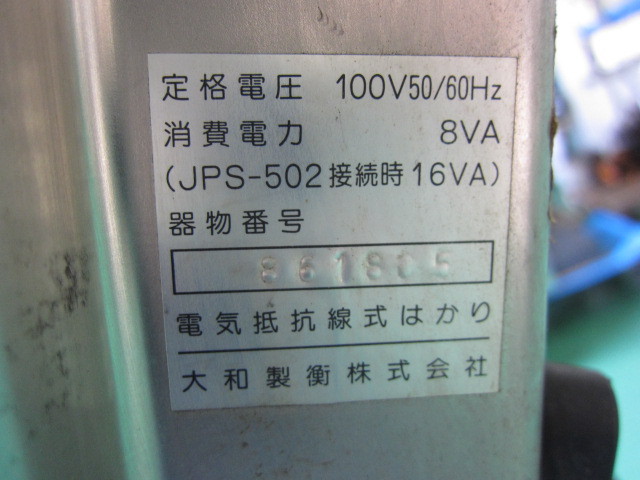 定格電圧 100V50/60Hz
消費電力 8VA
(JPS-502接続時16VA)
器物番号
861805
電気抵抗線式はかり
大和製衡株式会社